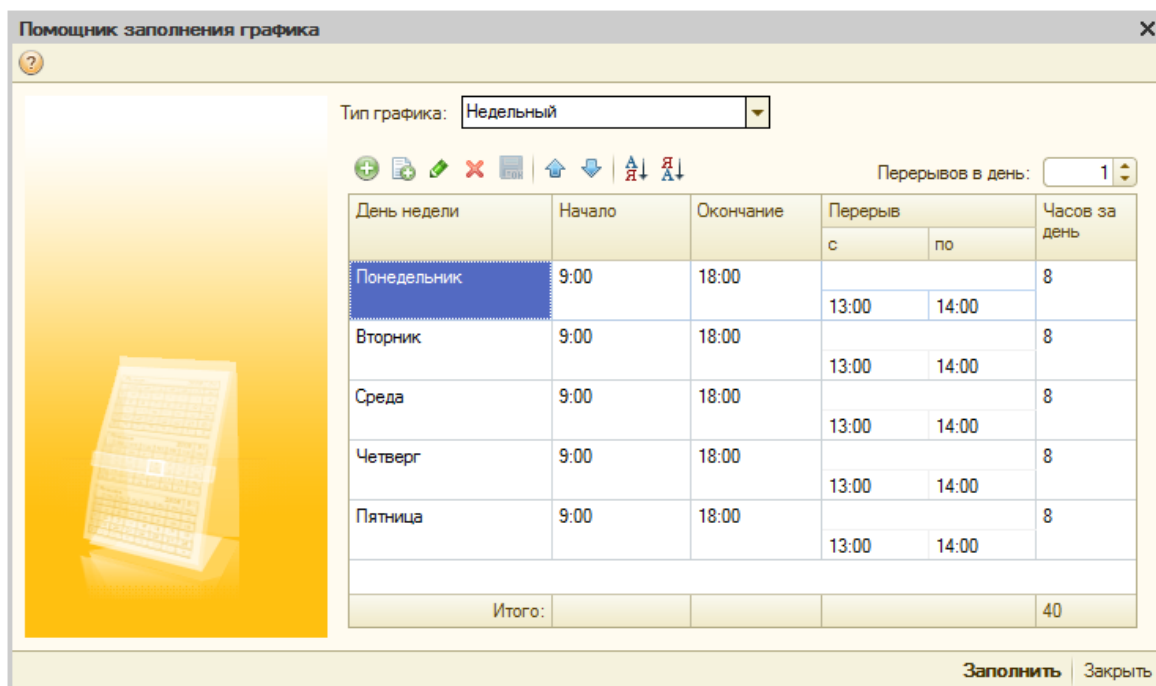 Помощник заполнения графика
Тип графика: Недельный
Перерывов в день: 1
День недели Начало Окончание Перерыв Часов за день
с по
Понедельник 9:00 18:00 8
13:00 14:00
Вторник 9:00 18:00 8
13:00 14:00
Среда 9:00 18:00 8
13:00 14:00
Четверг 9:00 18:00 8
13:00 14:00
Пятница 9:00 18:00 8
13:00 14:00
Итого: 40
Заполнить Закрыть